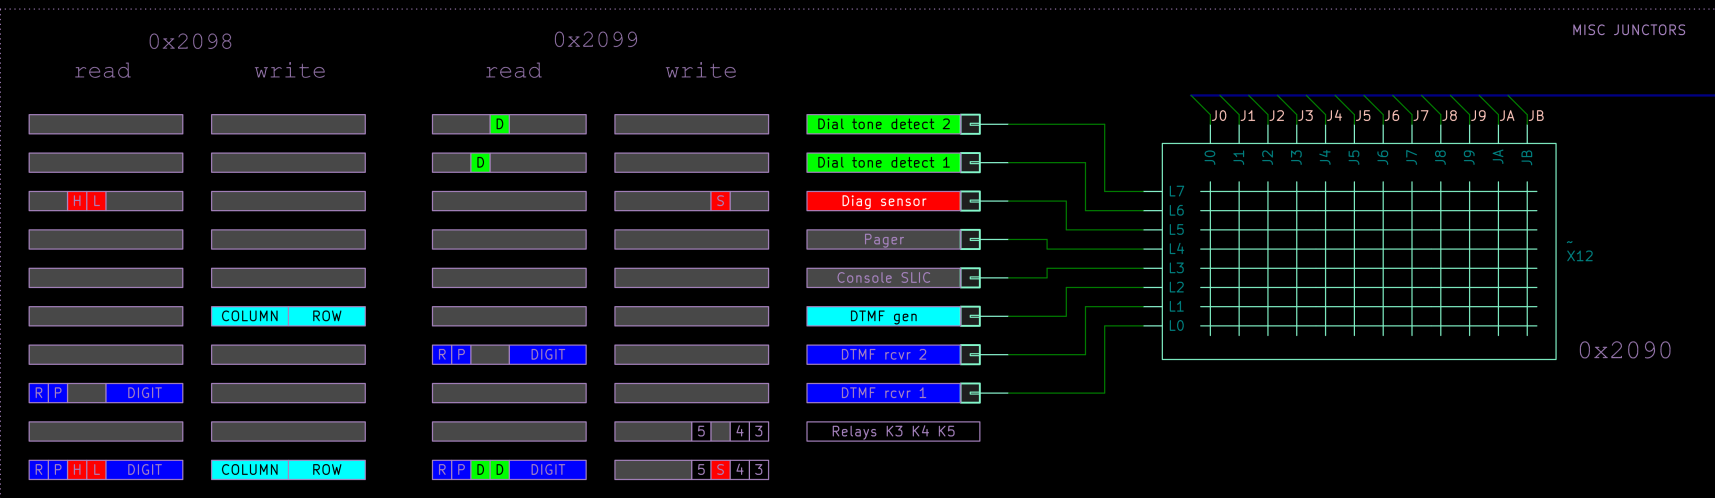 MISC JUNCTORS
0x2098 0x2099
read write read write
J0 J1 J2 J3 J4 J5 J6 J7 J8 J9 JA JB
D Dial tone detect 2
J0 J1 J2 J3 J4 J5 J6 J7 J8 J9 JA JB
D Dial tone detect 1
L7
H L S Diag sensor
L6
L5
Pager
L4
L3
Console SLIC
L2
X12
~
COLUMN ROW DTMF gen
L1
L0
R P DIGIT DTMF rcvr 2
0x2090
R P DIGIT DTMF rcvr 1
5 4 3 Relays K3 K4 K5
R P H L DIGIT COLUMN ROW R P D D DIGIT 5 S 4 3